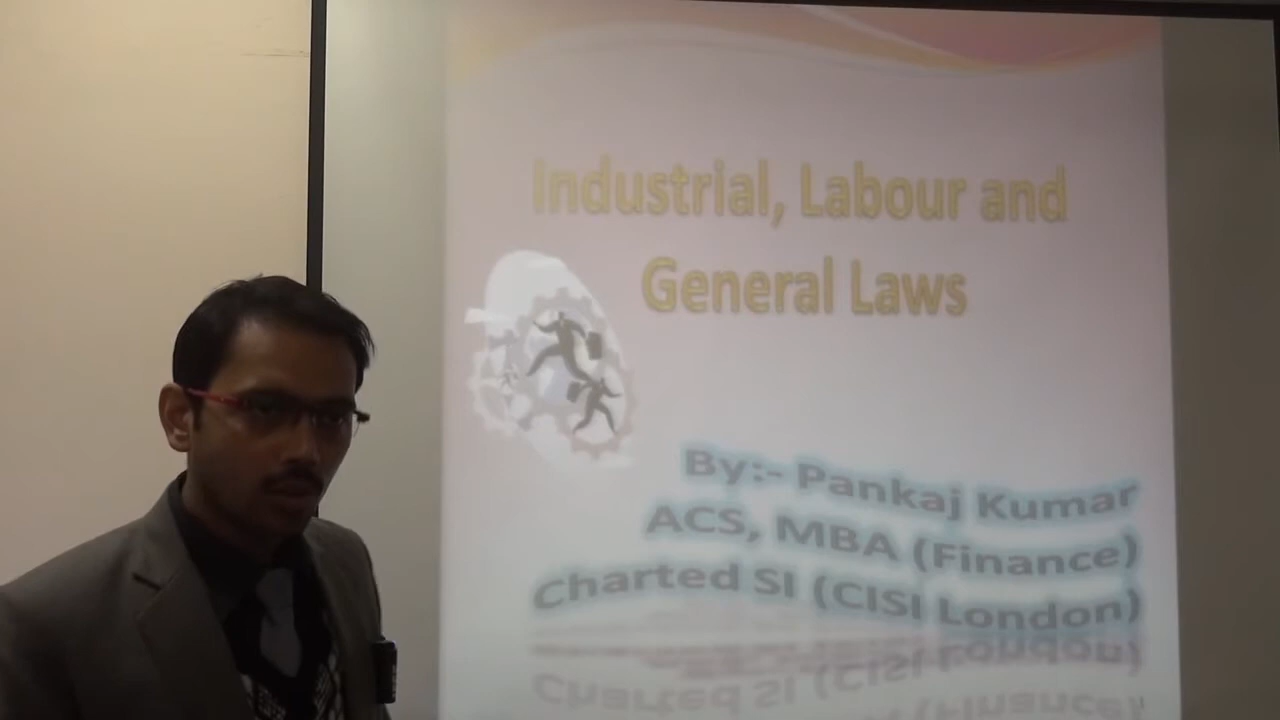 Industrial, Labour and
General Laws
By:- Pankaj Kumar
ACS, MBA (Finance)
Charted SI (CISI London)